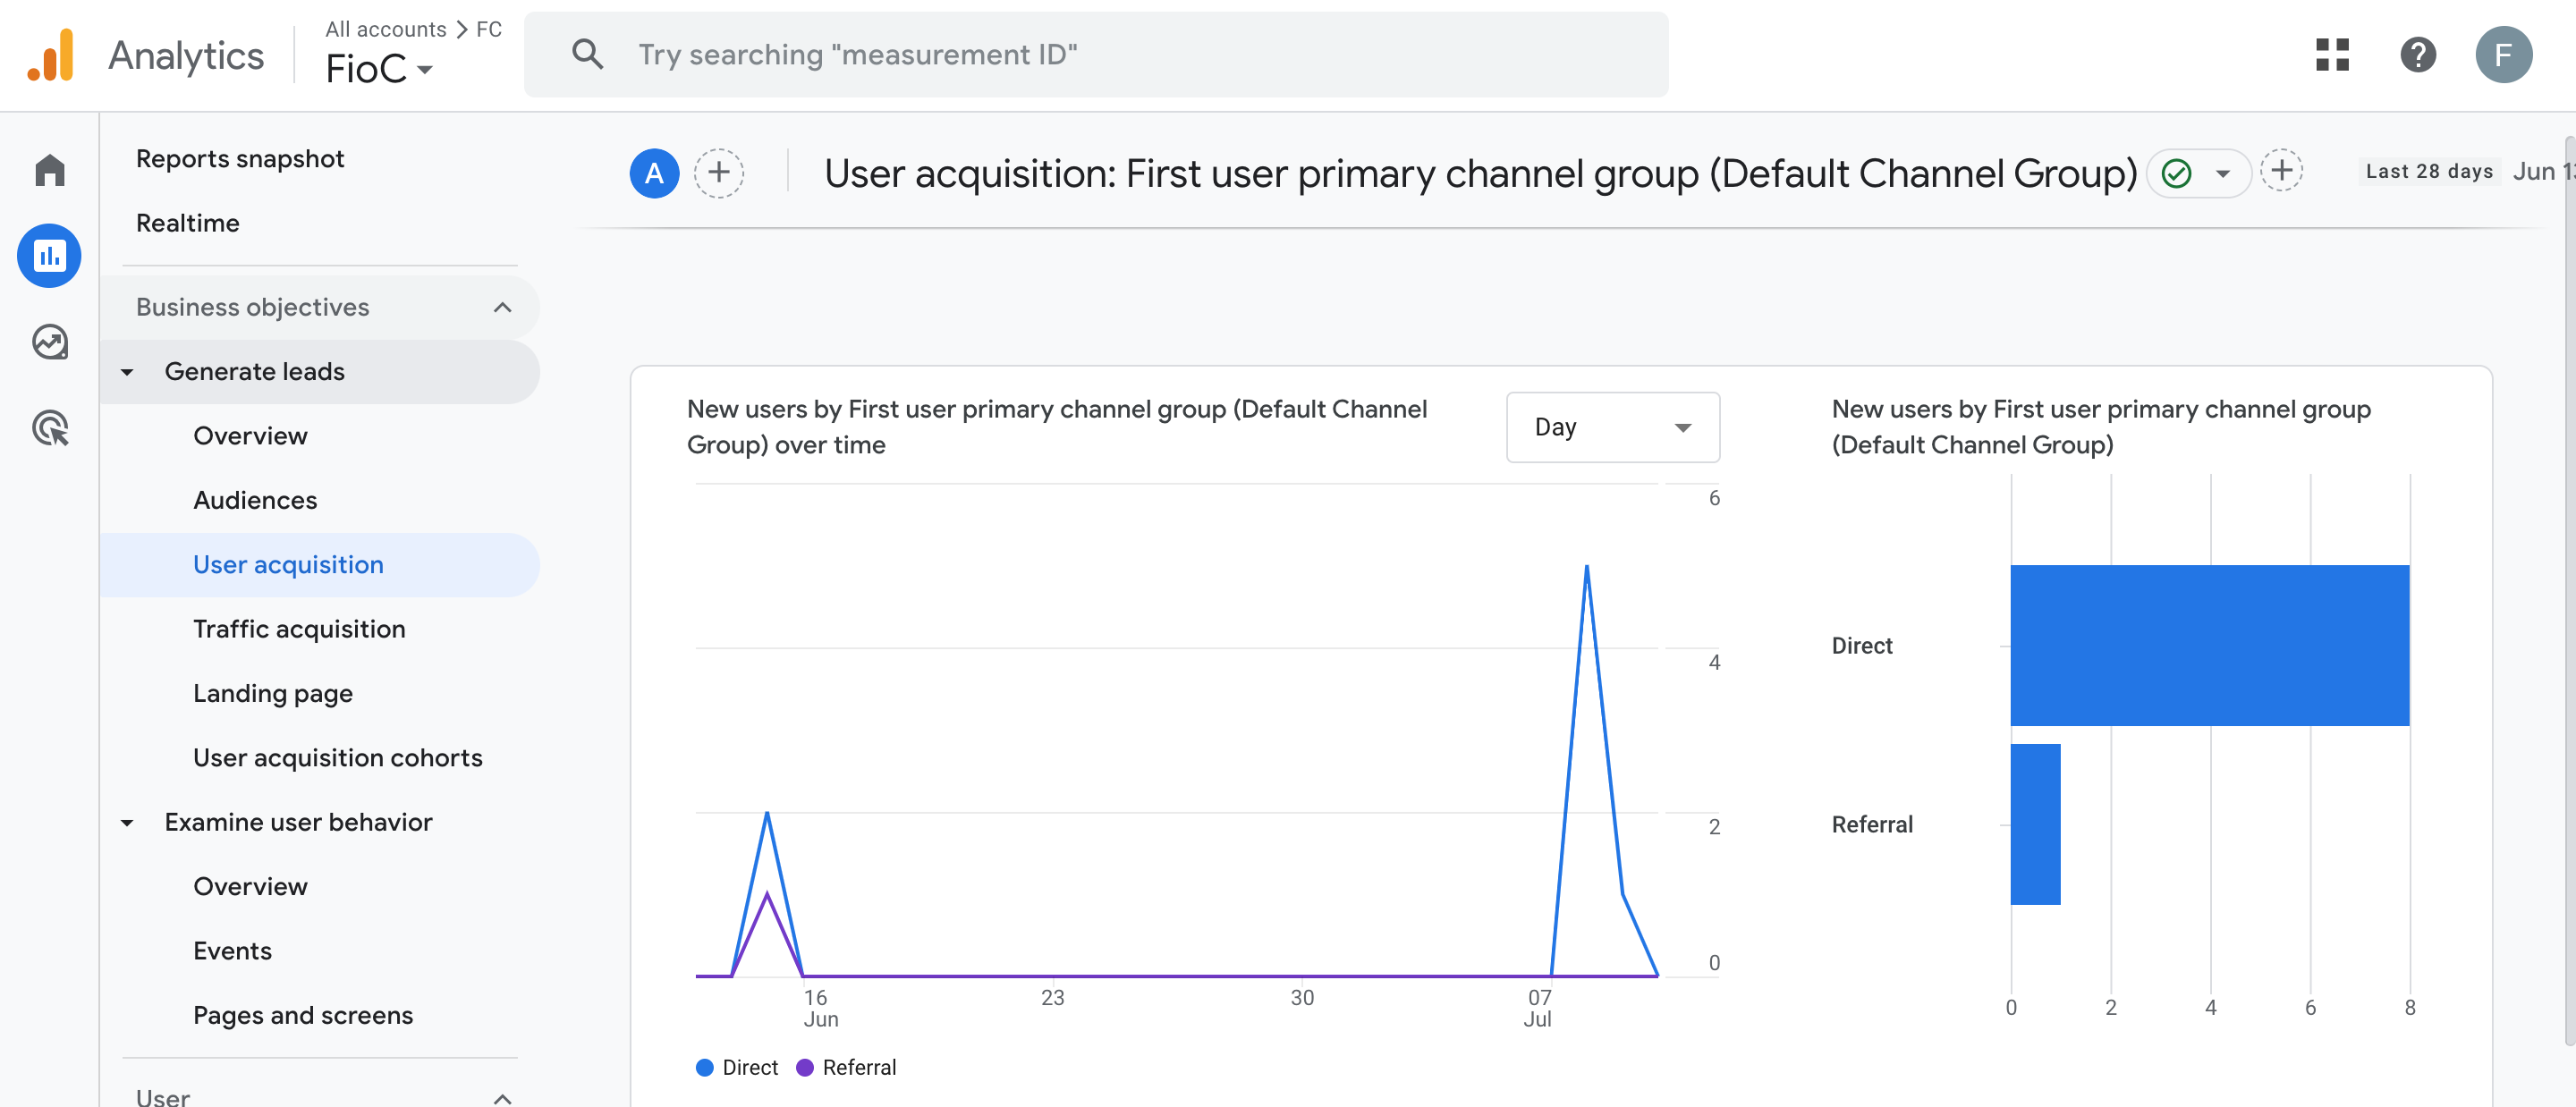 Analytics
All accounts > FC
FioC
Try searching "measurement ID"
F
Reports snapshot
Realtime
Business objectives
Generate leads
Overview
Audiences
User acquisition
Traffic acquisition
Landing page
User acquisition cohorts
Examine user behavior
Overview
Events
Pages and screens
User
A
User acquisition: First user primary channel group (Default Channel Group)
Last 28 days Jun
New users by First user primary channel group (Default Channel
Group) over time
Day
6
4
2
0
16
Jun
23
30
07
Jul
Direct
Referral
New users by First user primary channel group
(Default Channel Group)
Direct
Referral
0 2 4 6 8